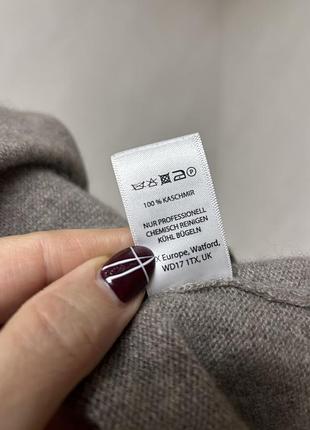 100 % KASCHMIR
NUR PROFESSIONELL
CHEMISCH REINIGEN
KÜHL BÜGELN
X Europe, Watford,
WD17 1TX, UK